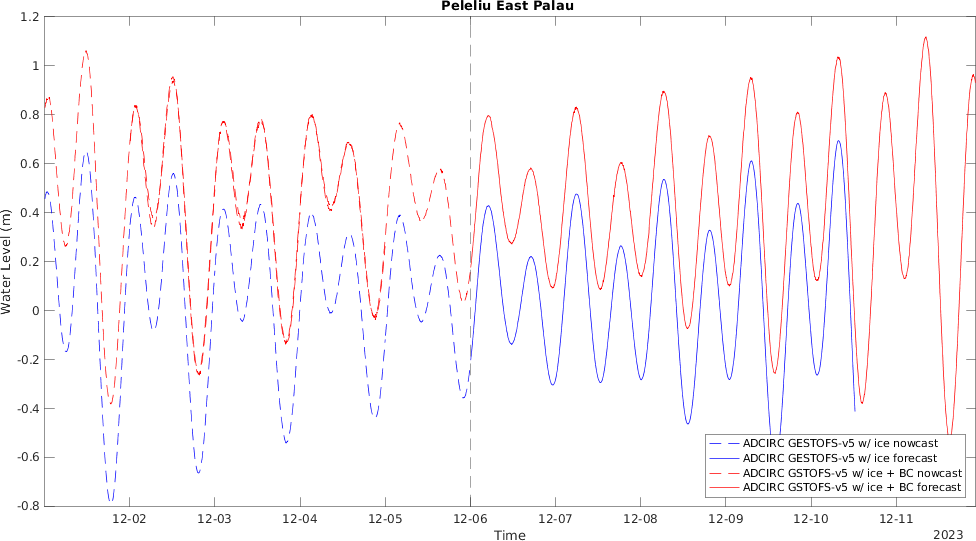 Peleliu East Palau
1.2
1
0.8
0.6
0.4
0.2
0
-0.2
-0.4
-0.6
-0.8
Water Level (m)
ADCIRC GESTOFS-v5 w/ ice nowcast
ADCIRC GESTOFS-v5 w/ ice forecast
ADCIRC GSTOFS-v5 w/ ice + BC nowcast
ADCIRC GSTOFS-v5 w/ ice + BC forecast
12-02 12-03 12-04 12-05 12-06 12-07 12-08 12-09 12-10 12-11
Time
2023